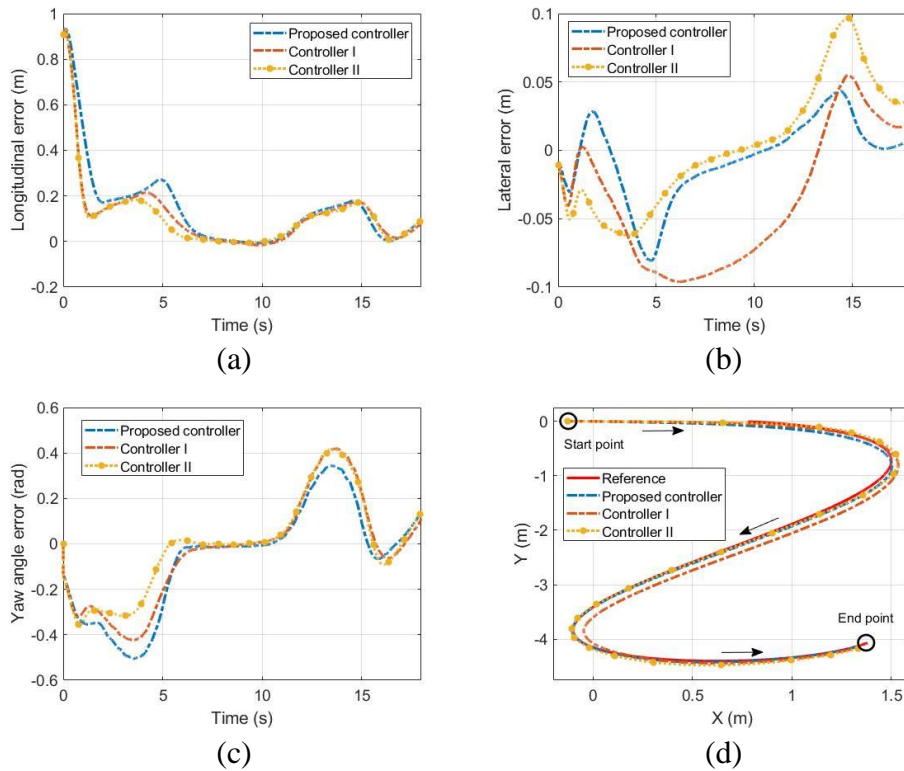 1
0.8
0.6
0.4
0.2
0
-0.2
Longitudinal error (m)
Proposed controller
Controller I
Controller II
0 5 10 15
Time (s)
(a)
0.1
0.05
0
-0.05
-0.1
Lateral error (m)
Proposed controller
Controller I
Controller II
0 5 10 15
Time (s)
(b)
0.6
0.4
0.2
0
-0.2
-0.4
-0.6
Yaw angle error (rad)
Proposed controller
Controller I
Controller II
0 5 10 15
Time (s)
(c)
0
-1
-2
-3
-4
Y (m)
Start point
Reference
Proposed controller
Controller I
Controller II
End point
0 0.5 1 1.5
X (m)
(d)